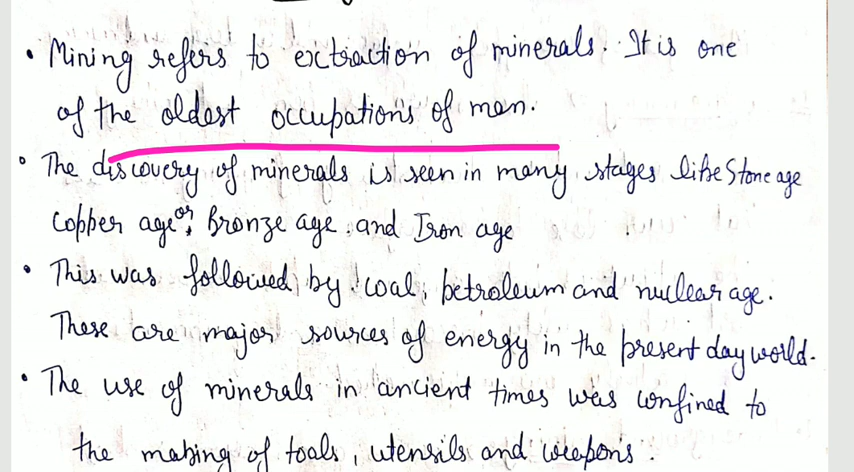 • Mining refers to extraction of minerals. It is one
of the oldest occupations of man.
• The discovery of minerals is seen in many stages like Stone age
Copper age or, Bronze age and Iron age
• This was followed by coal, petroleum and nuclear age.
These are major sources of energy in the present day world.
• The use of minerals in ancient times was confined to
the making of tools, utensils and weapons.